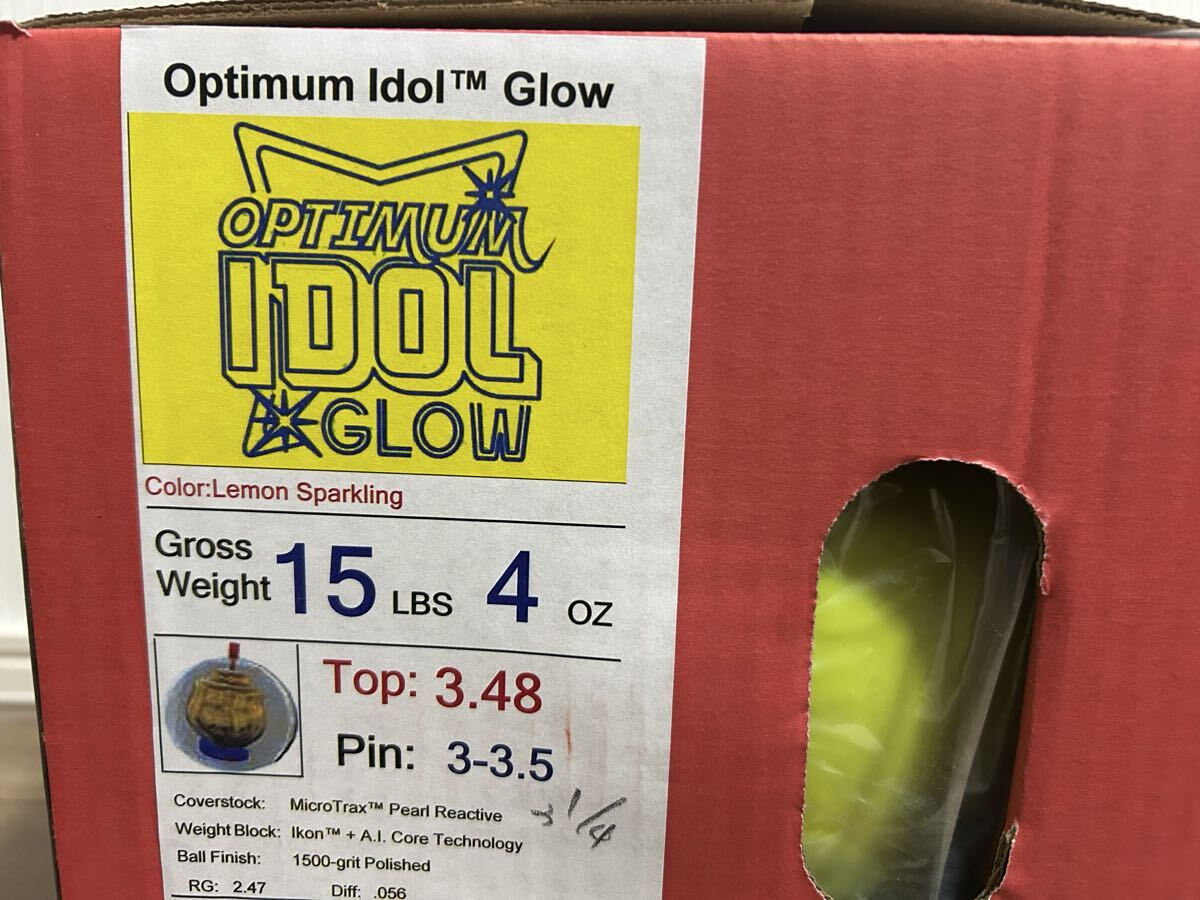 Optimum Idol™ Glow
OPTIMUM
IDOL
GLOW
Color:Lemon Sparkling
Gross Weight 15 LBS 4 OZ
Top: 3.48
Pin: 3-3.5
3 1/4
Coverstock: MicroTrax™ Pearl Reactive
Weight Block: Ikon™ + A.I. Core Technology
Ball Finish: 1500-grit Polished
RG: 2.47 Diff: .056